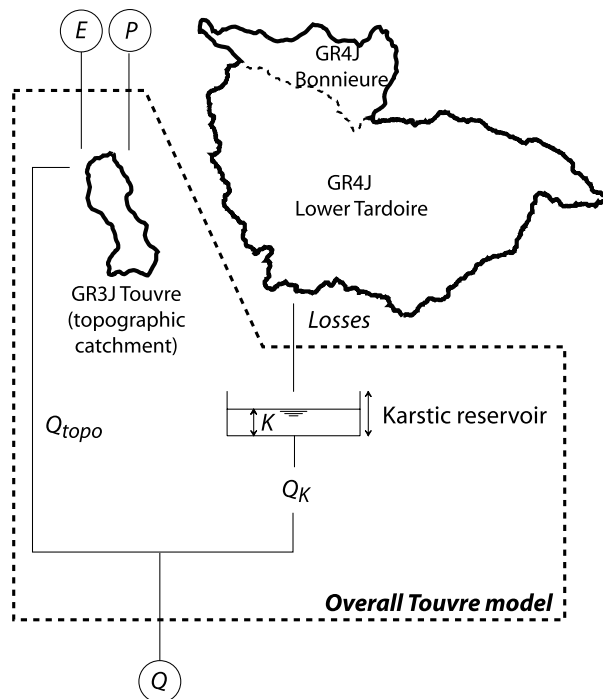 E
P
GR4J
Bonnieure
GR4J
Lower Tardoire
GR3J Touvre
(topographic
catchment)
Losses
K
Karstic reservoir
Qtopo
QK
Overall Touvre model
Q